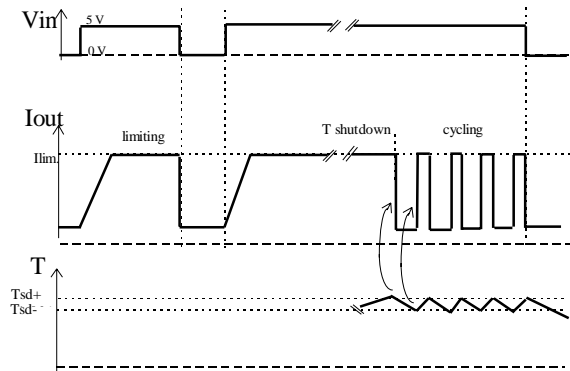 Vin
5 V
0 V
Iout
limiting
T shutdown
cycling
Ilim.
T
Tsd+
Tsd-